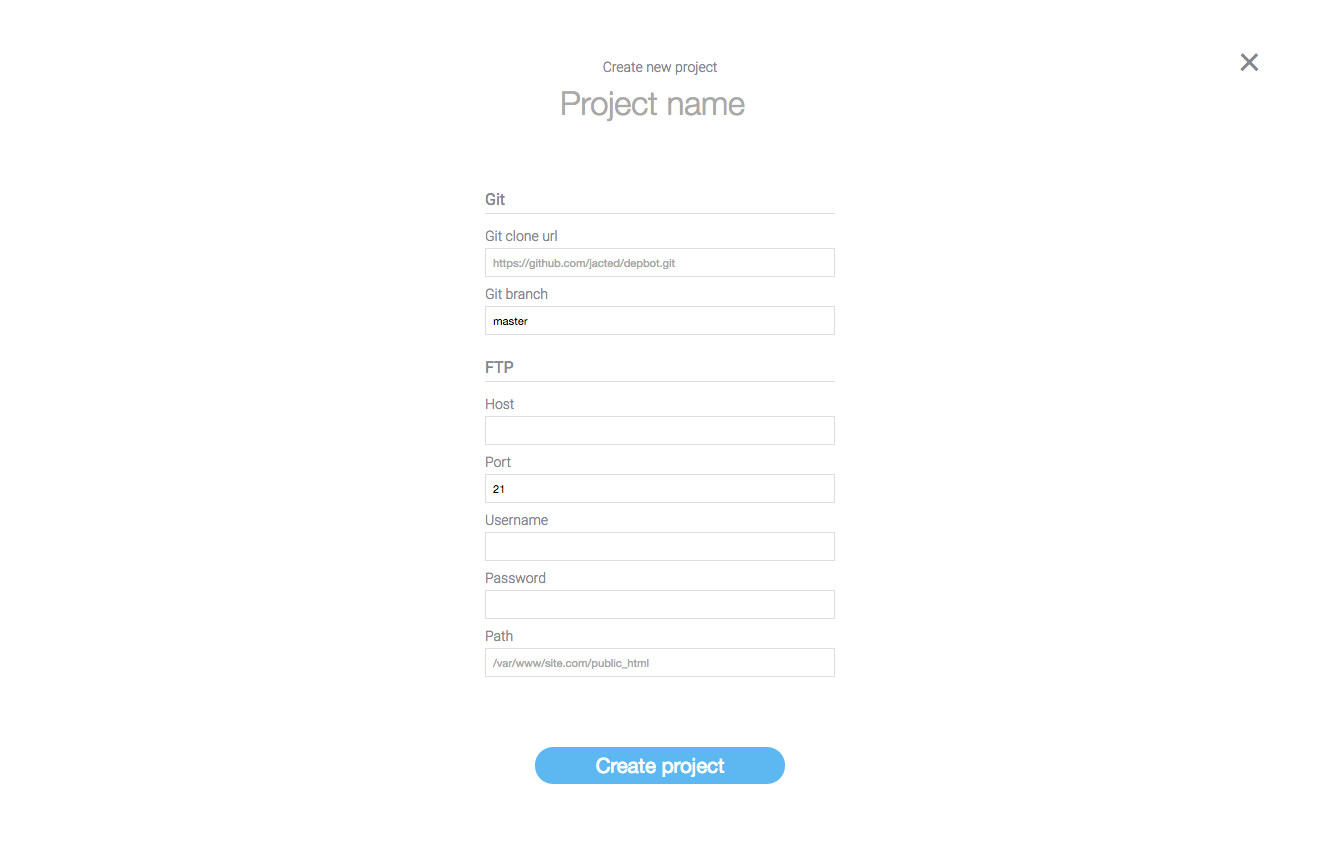 Create new project
Project name
Git
Git clone url
https://github.com/jacted/depbot.git
Git branch
master
FTP
Host
Port
21
Username
Password
Path
/var/www/site.com/public_html
Create project